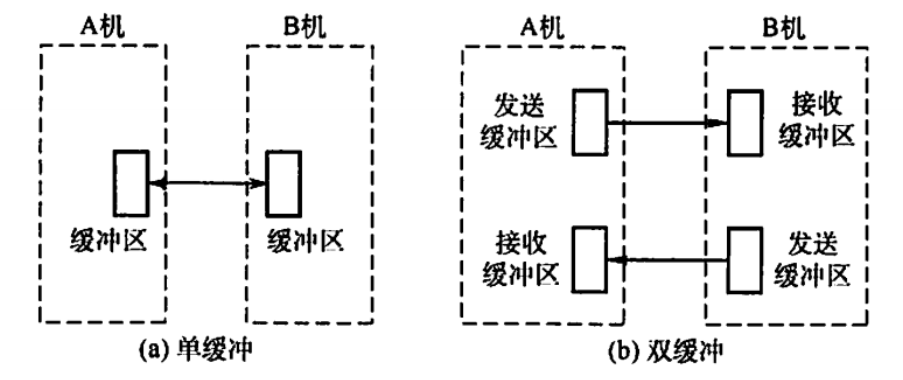 A机 B机 A机 B机
发送 接收
缓冲区 缓冲区
缓冲区 缓冲区
接收 发送
缓冲区 缓冲区
(a) 单缓冲 (b) 双缓冲